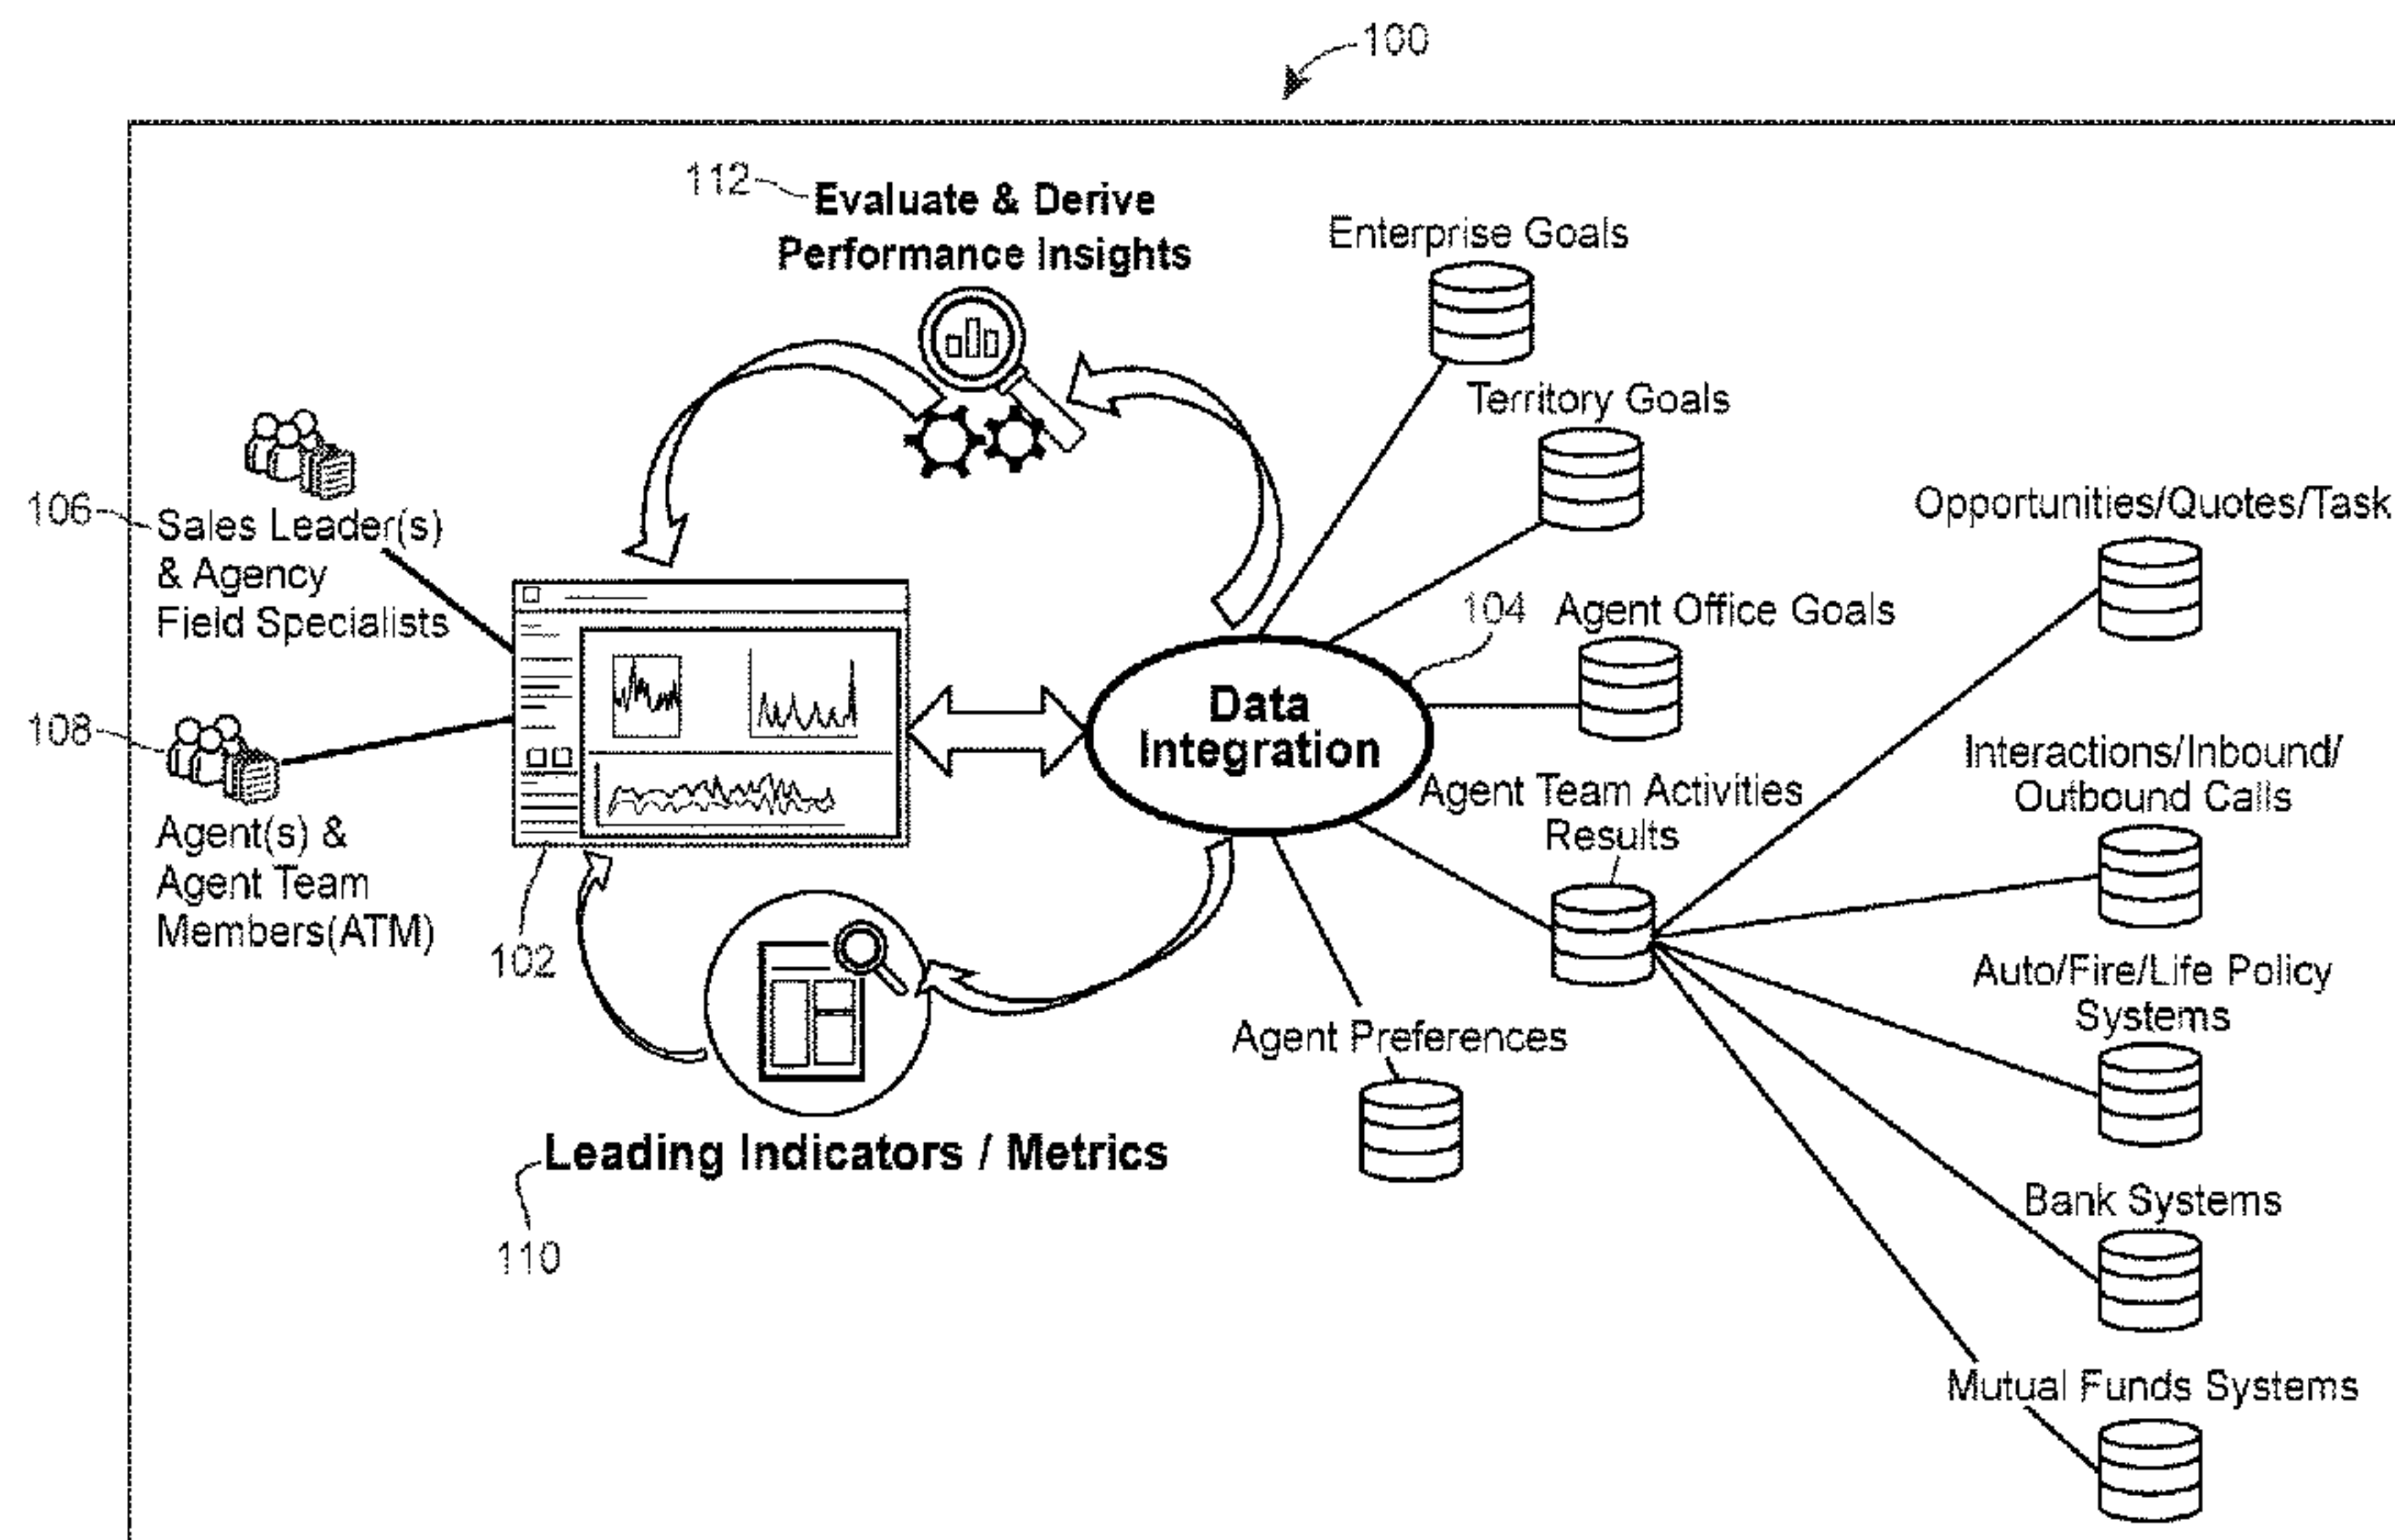 100
112
Evaluate & Derive
Performance Insights
Enterprise Goals
Territory Goals
Opportunities/Quotes/Task
106
Sales Leader(s)
& Agency
Field Specialists
104
Agent Office Goals
Data
Integration
108
Interactions/Inbound/
Outbound Calls
Agent Team Activities
Results
Agent(s) &
Agent Team
Members(ATM)
102
Auto/Fire/Life Policy
Systems
Agent Preferences
Leading Indicators / Metrics
110
Bank Systems
Mutual Funds Systems